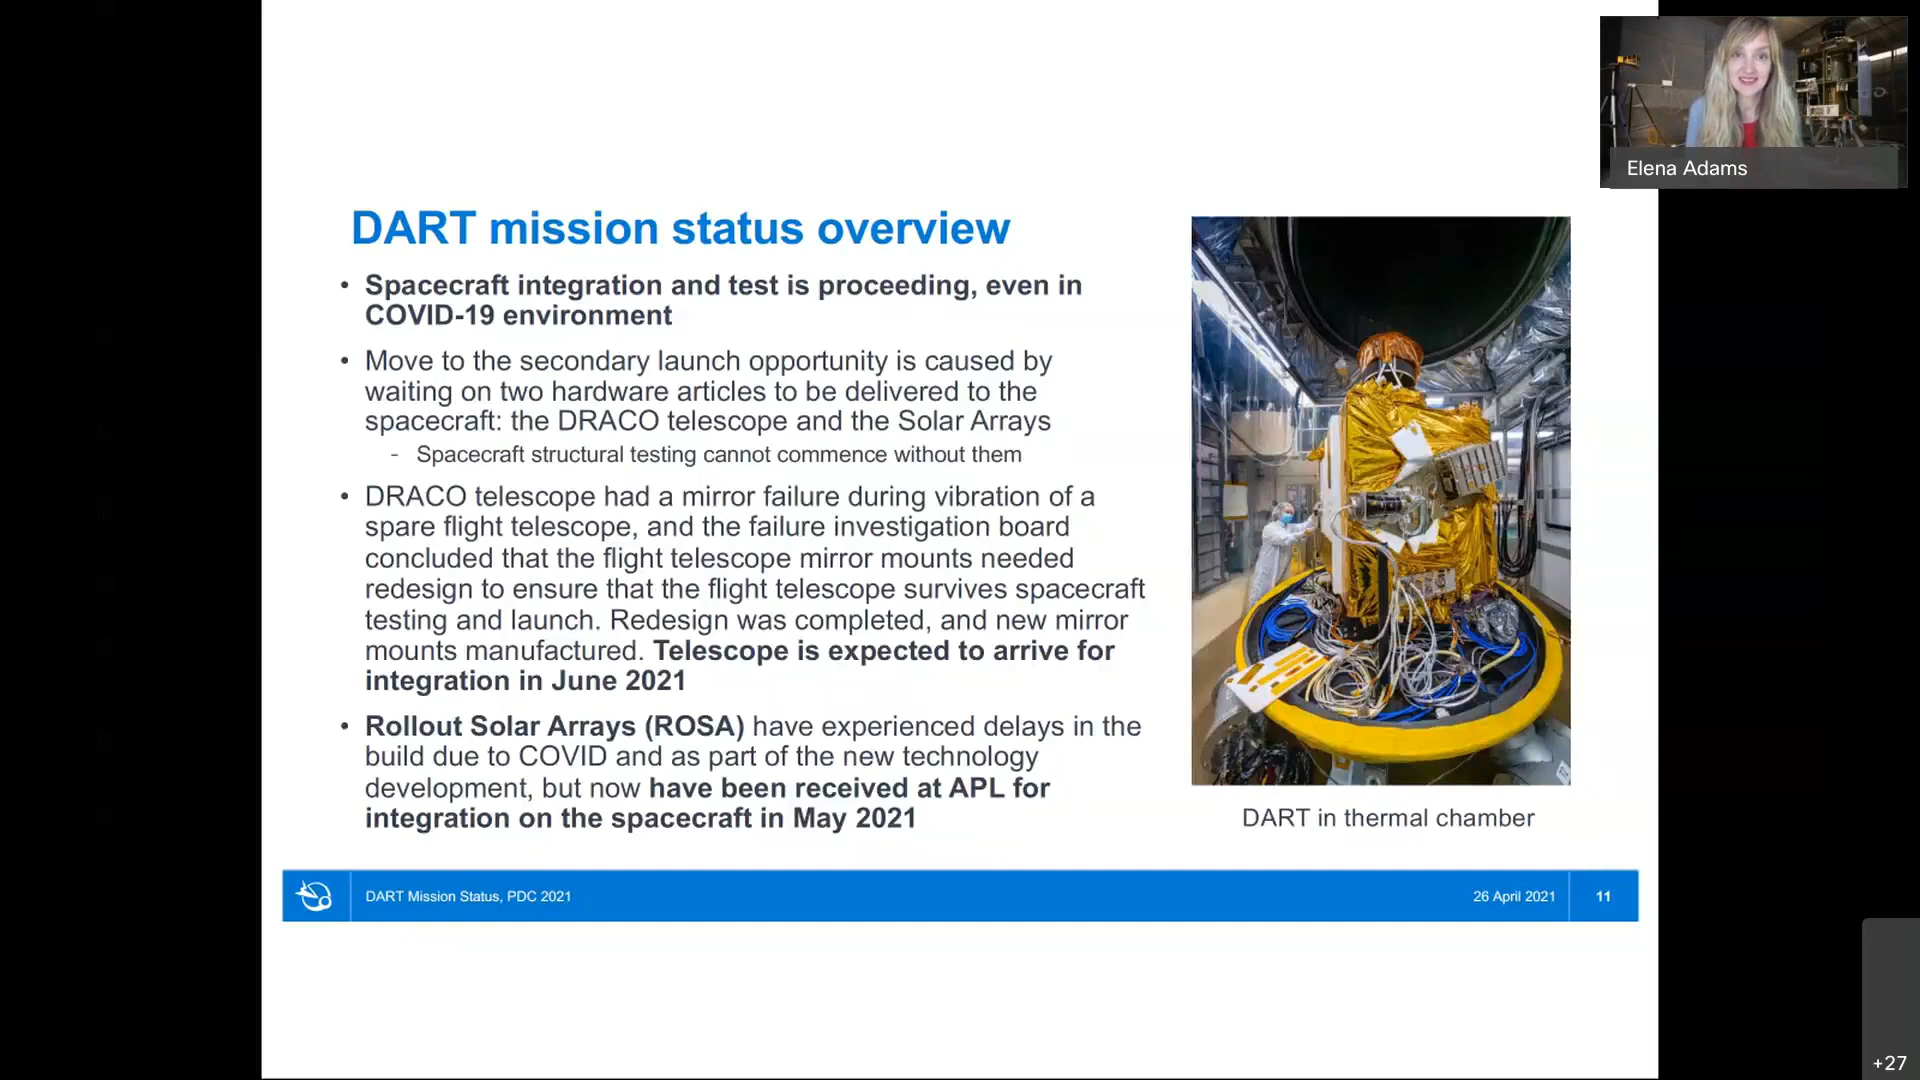 Elena Adams
DART mission status overview
• Spacecraft integration and test is proceeding, even in
COVID-19 environment
• Move to the secondary launch opportunity is caused by
waiting on two hardware articles to be delivered to the
spacecraft: the DRACO telescope and the Solar Arrays
- Spacecraft structural testing cannot commence without them
• DRACO telescope had a mirror failure during vibration of a
spare flight telescope, and the failure investigation board
concluded that the flight telescope mirror mounts needed
redesign to ensure that the flight telescope survives spacecraft
testing and launch. Redesign was completed, and new mirror
mounts manufactured. Telescope is expected to arrive for
integration in June 2021
• Rollout Solar Arrays (ROSA) have experienced delays in the
build due to COVID and as part of the new technology
development, but now have been received at APL for
integration on the spacecraft in May 2021
DART in thermal chamber
DART Mission Status, PDC 2021
26 April 2021
11
+27